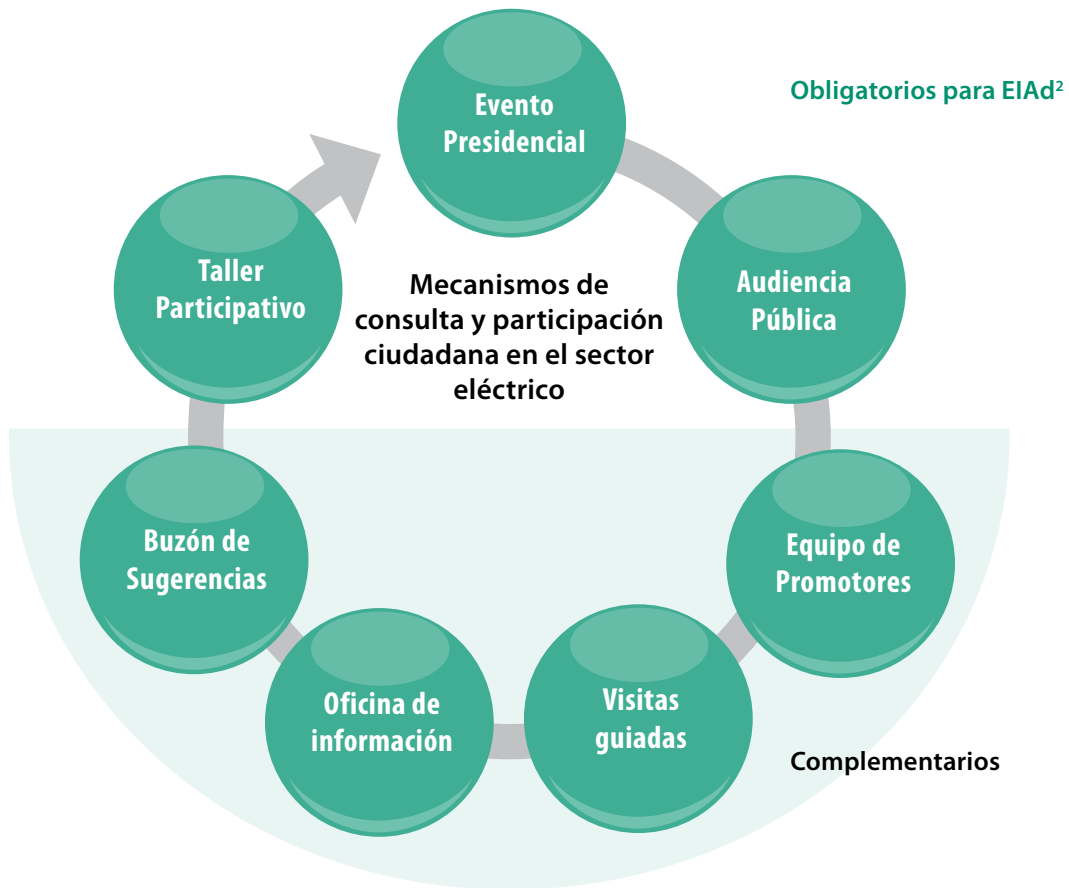 Evento
Presidencial
Obligatorios para EIAd²
Taller
Participativo
Mecanismos de
consulta y participación
ciudadana en el sector
eléctrico
Audiencia
Pública
Buzón de
Sugerencias
Equipo de
Promotores
Oficina de
información
Visitas
guiadas
Complementarios